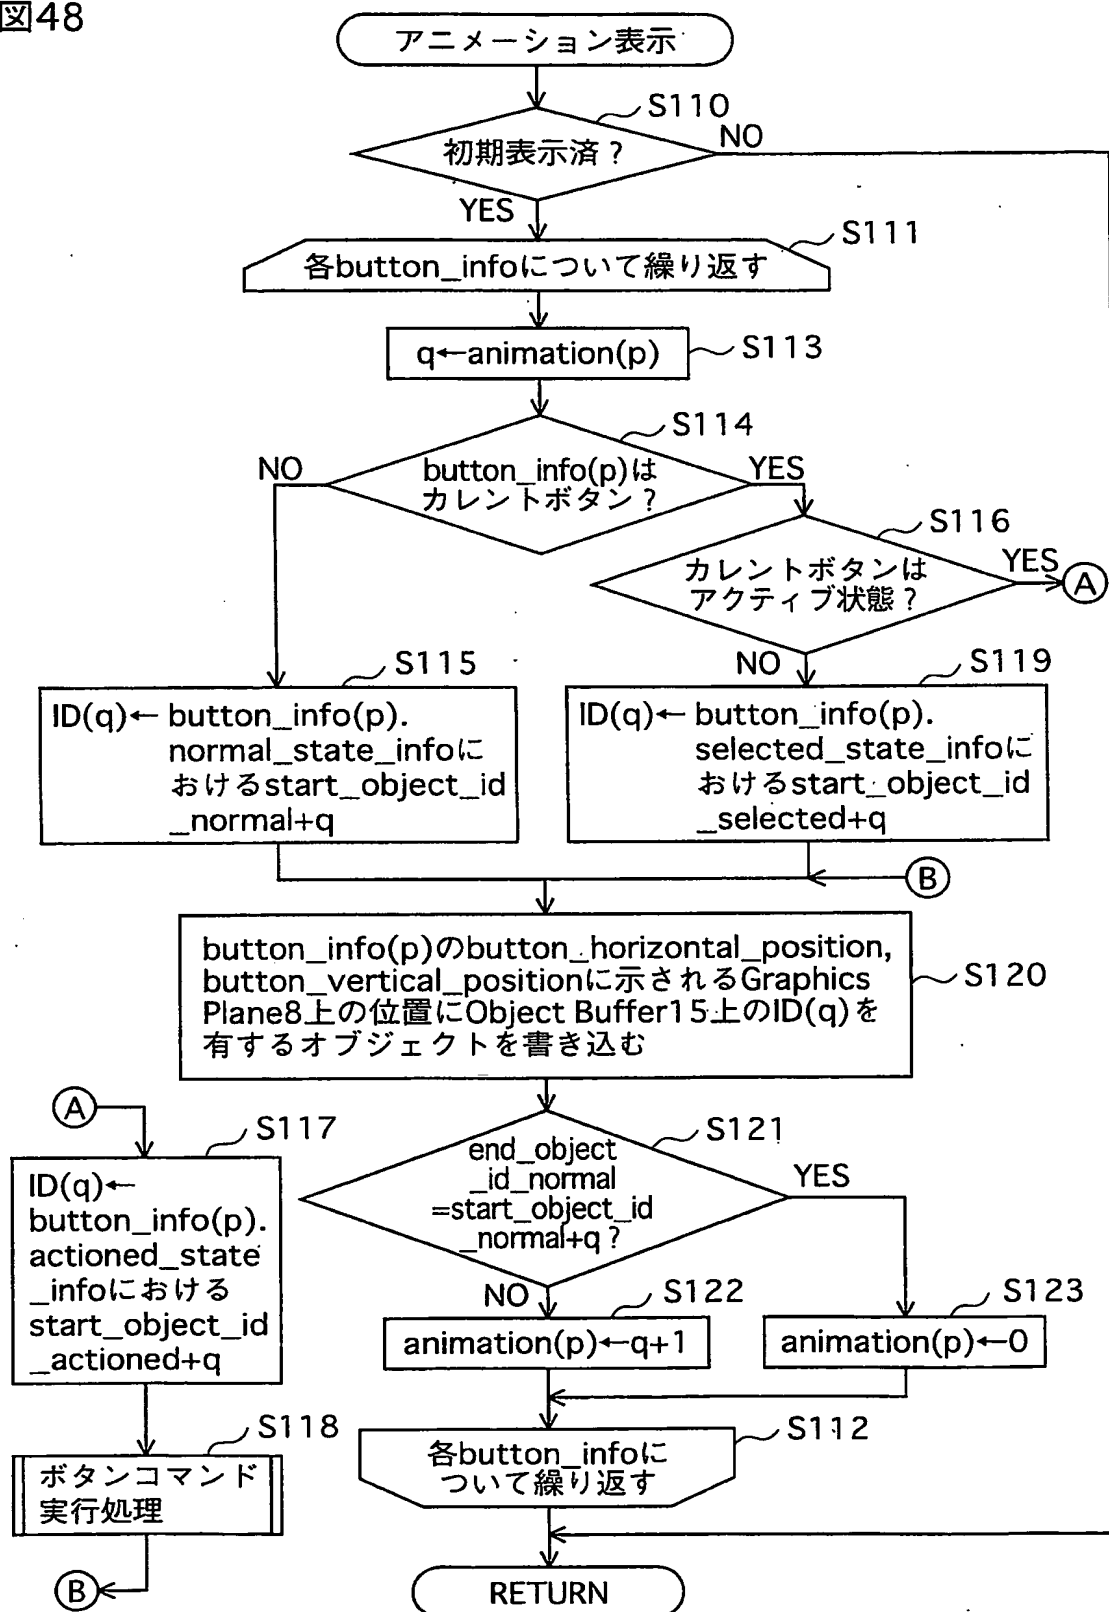 図48
アニメーション表示
S110
初期表示済？
NO
YES
S111
各button_infoについて繰り返す
q←animation(p)
S113
S114
button_info(p)は
カレントボタン？
NO
YES
S116
カレントボタンは
アクティブ状態？
YES
A
NO
S115
ID(q)← button_info(p).
normal_state_infoに
おけるstart_object_id
_normal+q
S119
ID(q)← button_info(p).
selected_state_infoに
おけるstart_object_id
_selected+q
B
button_info(p)のbutton_horizontal_position,
button_vertical_positionに示されるGraphics
Plane8上の位置にObject Buffer15上のID(q)を
有するオブジェクトを書き込む
S120
A
S117
ID(q)←
button_info(p).
actioned_state
_infoにおける
start_object_id
_actioned+q
S118
ボタンコマンド
実行処理
B
S121
end_object
_id_normal
=start_object_id
_normal+q？
YES
NO
S122
animation(p)←q+1
S123
animation(p)←0
S112
各button_infoに
ついて繰り返す
RETURN